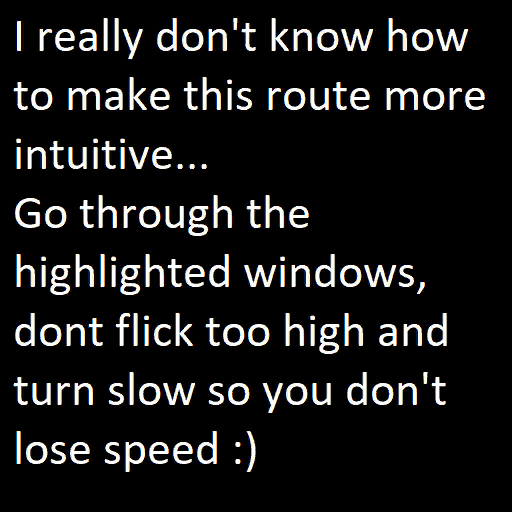 I really don't know how
to make this route more
intuitive...
Go through the
highlighted windows,
dont flick too high and
turn slow so you don't
lose speed :)